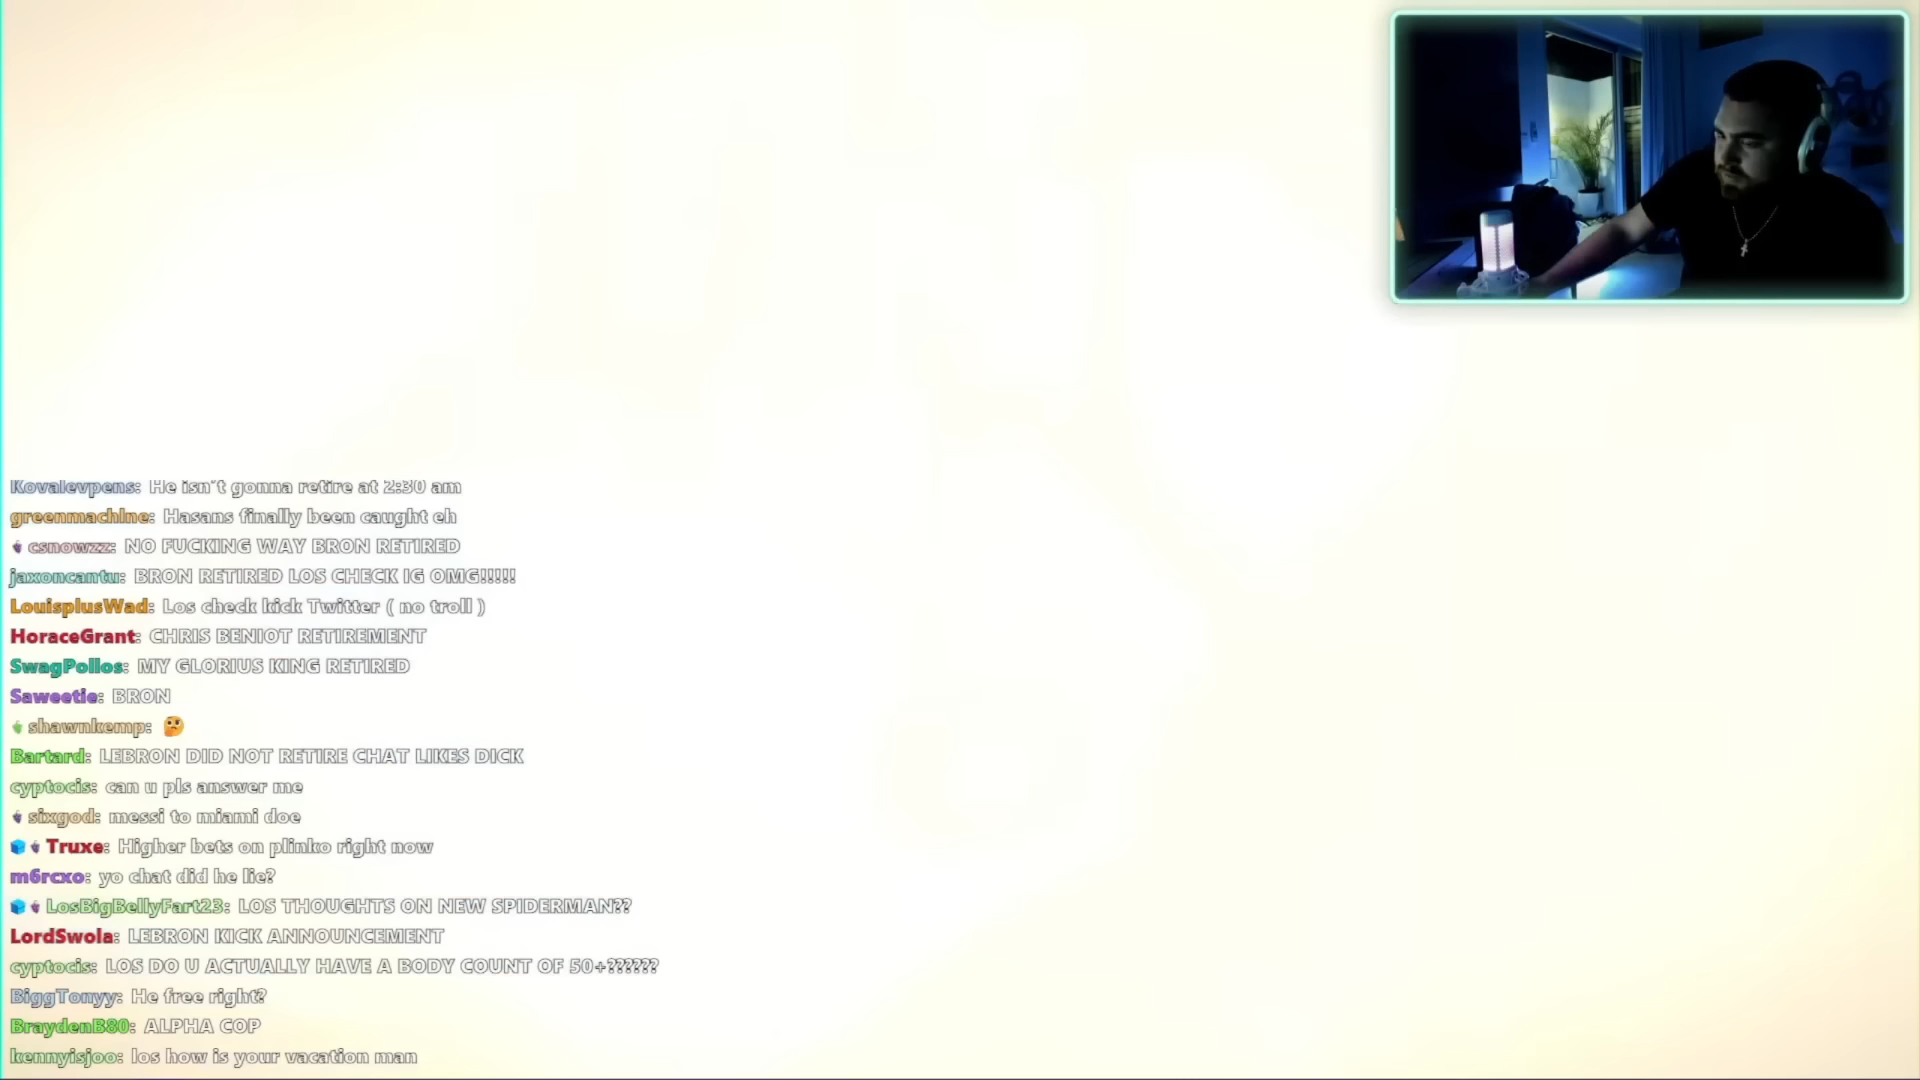 Kovalevpens: He isn't gonna retire at 2:30 am
greenmachine: Hasans finally been caught eh
csnowzz: NO FUCKING WAY BRON RETIRED
jaxoncantu: BRON RETIRED LOS CHECK IG OMG!!!!!
LouisplusWad: Los check kick Twitter ( no troll )
HoraceGrant: CHRIS BENIOT RETIREMENT
SwagPollos: MY GLORIUS KING RETIRED
Saweetie: BRON
shawnkemp: 🤔
Bartard: LEBRON DID NOT RETIRE CHAT LIKES DICK
cyptocis: can u pls answer me
sixgod: messi to miami doe
Truxe: Higher bets on plinko right now
m6rcxo: yo chat did he lie?
LosBigBellyFart23: LOS THOUGHTS ON NEW SPIDERMAN??
LordSwola: LEBRON KICK ANNOUNCEMENT
cyptocis: LOS DO U ACTUALLY HAVE A BODY COUNT OF 50+??????
BiggTonyy: He free right?
BraydenB80: ALPHA COP
kennyisjoo: los how is your vacation man